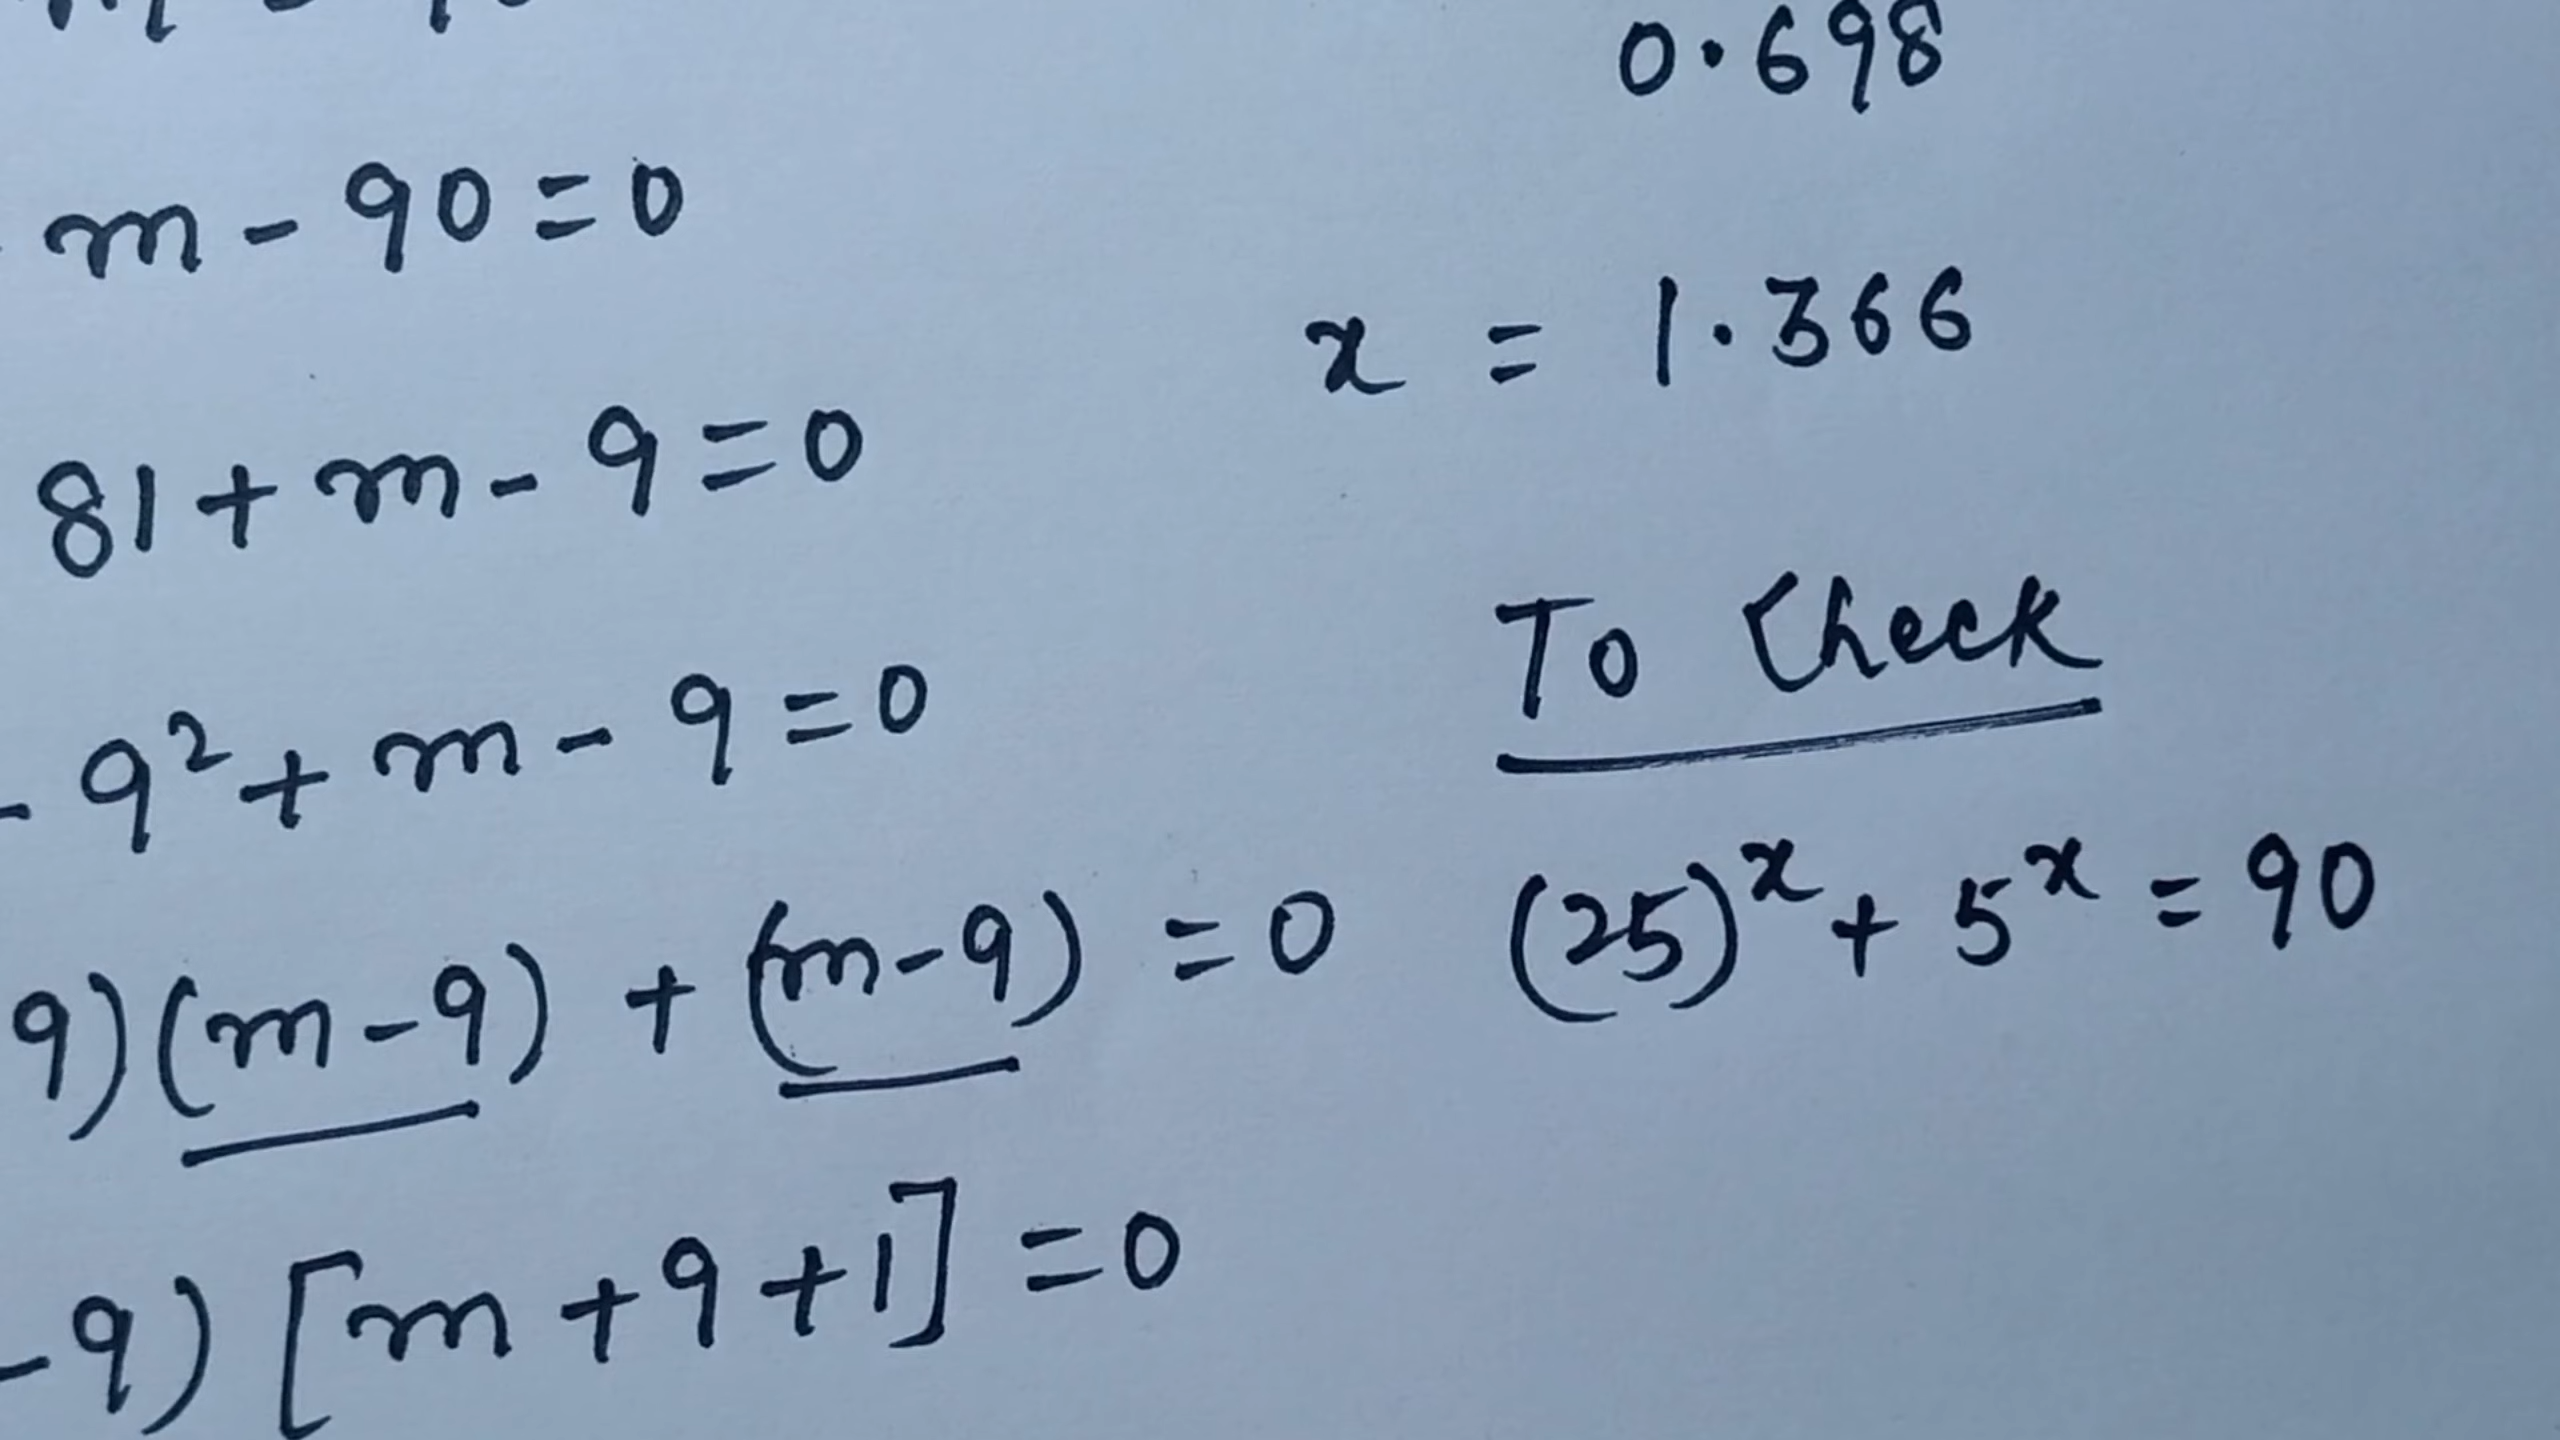 m - 90 = 0
81 + m - 9 = 0
- 9² + m - 9 = 0
9)(m - 9) + (m - 9) = 0
- 9) [m + 9 + 1] = 0
0.698
x = 1.366
To Check
(25)ˣ + 5ˣ = 90